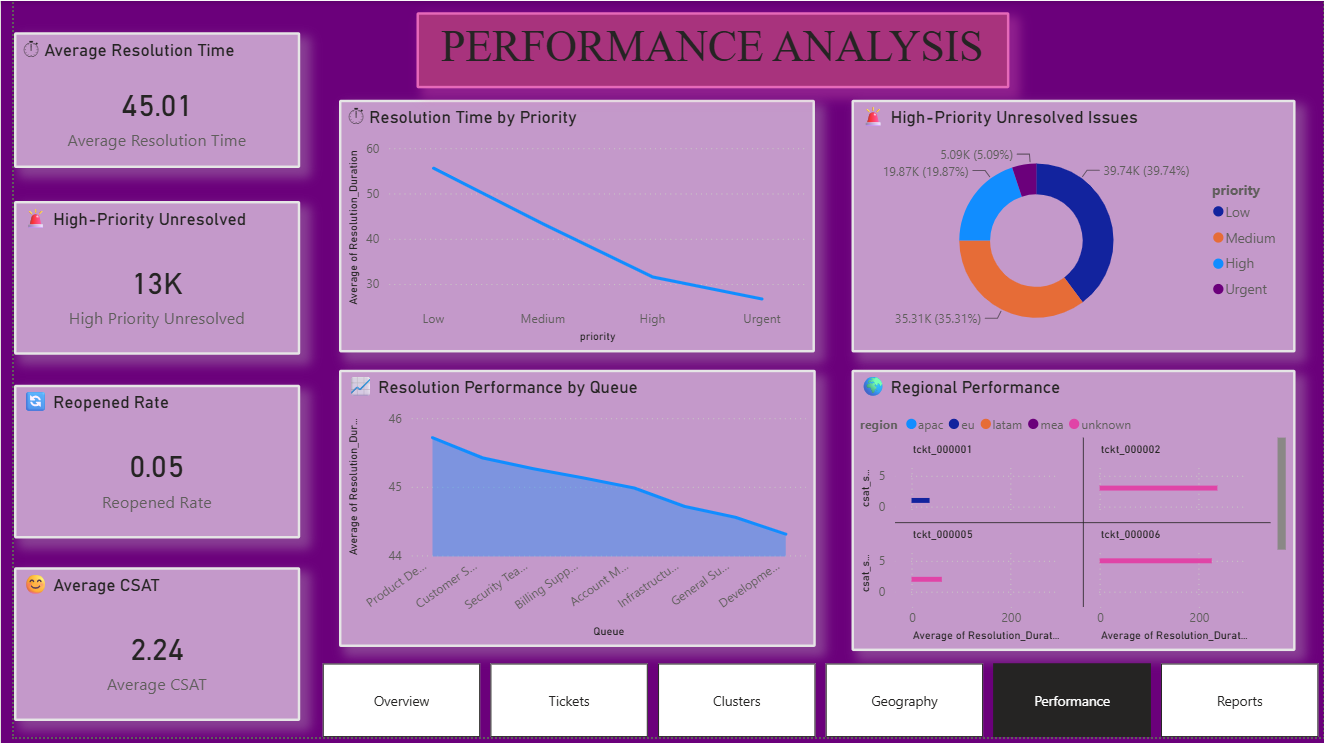 PERFORMANCE ANALYSIS
Average Resolution Time
45.01
Average Resolution Time
High-Priority Unresolved
13K
High Priority Unresolved
Reopened Rate
0.05
Reopened Rate
Average CSAT
2.24
Average CSAT
Resolution Time by Priority
Average of Resolution_Duration
60
50
40
30
Low Medium High Urgent
priority
High-Priority Unresolved Issues
5.09K (5.09%)
19.87K (19.87%)
39.74K (39.74%)
35.31K (35.31%)
priority
Low
Medium
High
Urgent
Resolution Performance by Queue
Average of Resolution_Dur...
46
45
44
Product De...
Customer S...
Security Tea...
Billing Supp...
Account M...
Infrastructu...
General Su...
Developme...
Queue
Regional Performance
region apac eu latam mea unknown
tckt_000001 tckt_000002
csat_s...
5 5
0 0
tckt_000005 tckt_000006
csat_s...
5 5
0 0
0 200 0 200
Average of Resolution_Durat... Average of Resolution_Durat...
Overview Tickets Clusters Geography Performance Reports